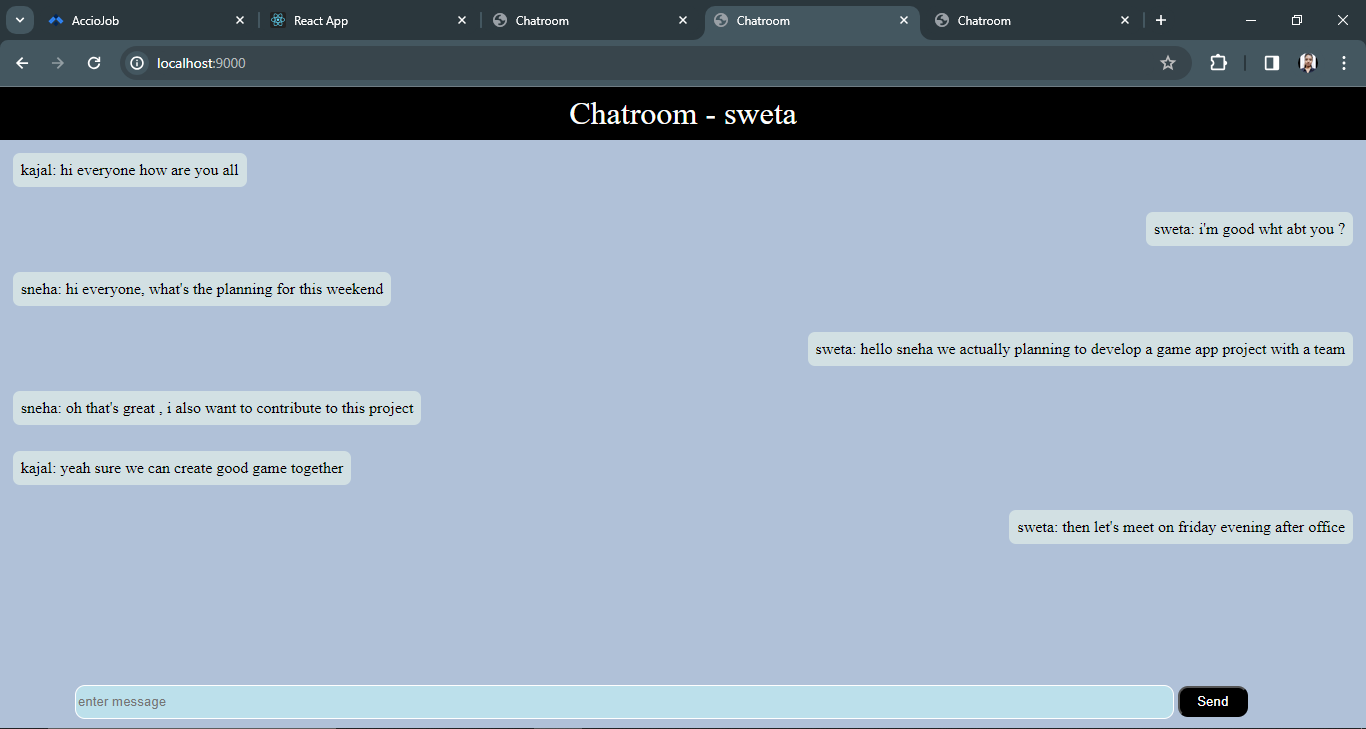 AccioJob
React App
Chatroom
Chatroom
Chatroom
localhost:9000
Chatroom - sweta
kajal: hi everyone how are you all
sweta: i'm good wht abt you ?
sneha: hi everyone, what's the planning for this weekend
sweta: hello sneha we actually planning to develop a game app project with a team
sneha: oh that's great , i also want to contribute to this project
kajal: yeah sure we can create good game together
sweta: then let's meet on friday evening after office
enter message
Send